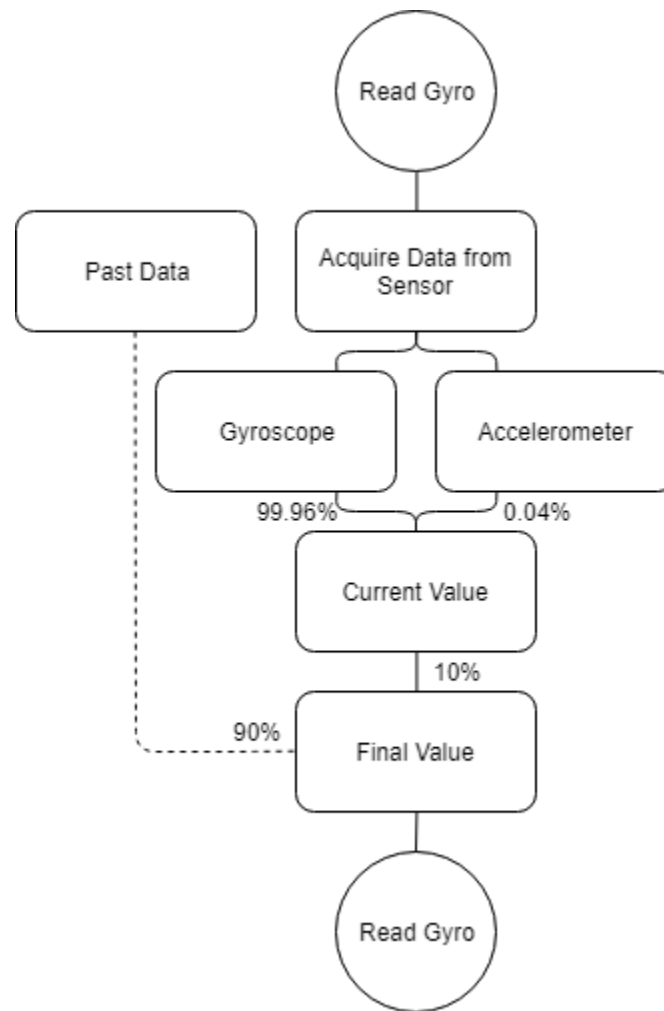 Read Gyro
Past Data
Acquire Data from
Sensor
Gyroscope
Accelerometer
99.96%
0.04%
Current Value
10%
90%
Final Value
Read Gyro